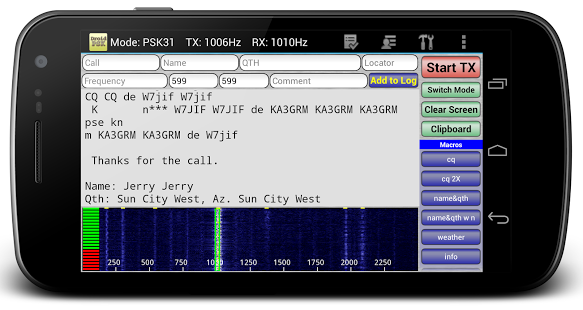 Droid PSK Mode: PSK31 TX: 1006Hz RX: 1010Hz
Call Name QTH Locator
Frequency 599 599 Comment Add to Log
CQ CQ de W7jif W7jif
K n*** W7JIF W7JIF de KA3GRM KA3GRM KA3GRM
pse kn
m KA3GRM KA3GRM de W7jif
Thanks for the call.
Name: Jerry Jerry
Qth: Sun City West, Az. Sun City West
250 500 750 1000 1250 1500 1750 2000 2250
Start TX
Switch Mode
Clear Screen
Clipboard
Macros
cq
cq 2X
name&qth
name&qth w n
weather
info